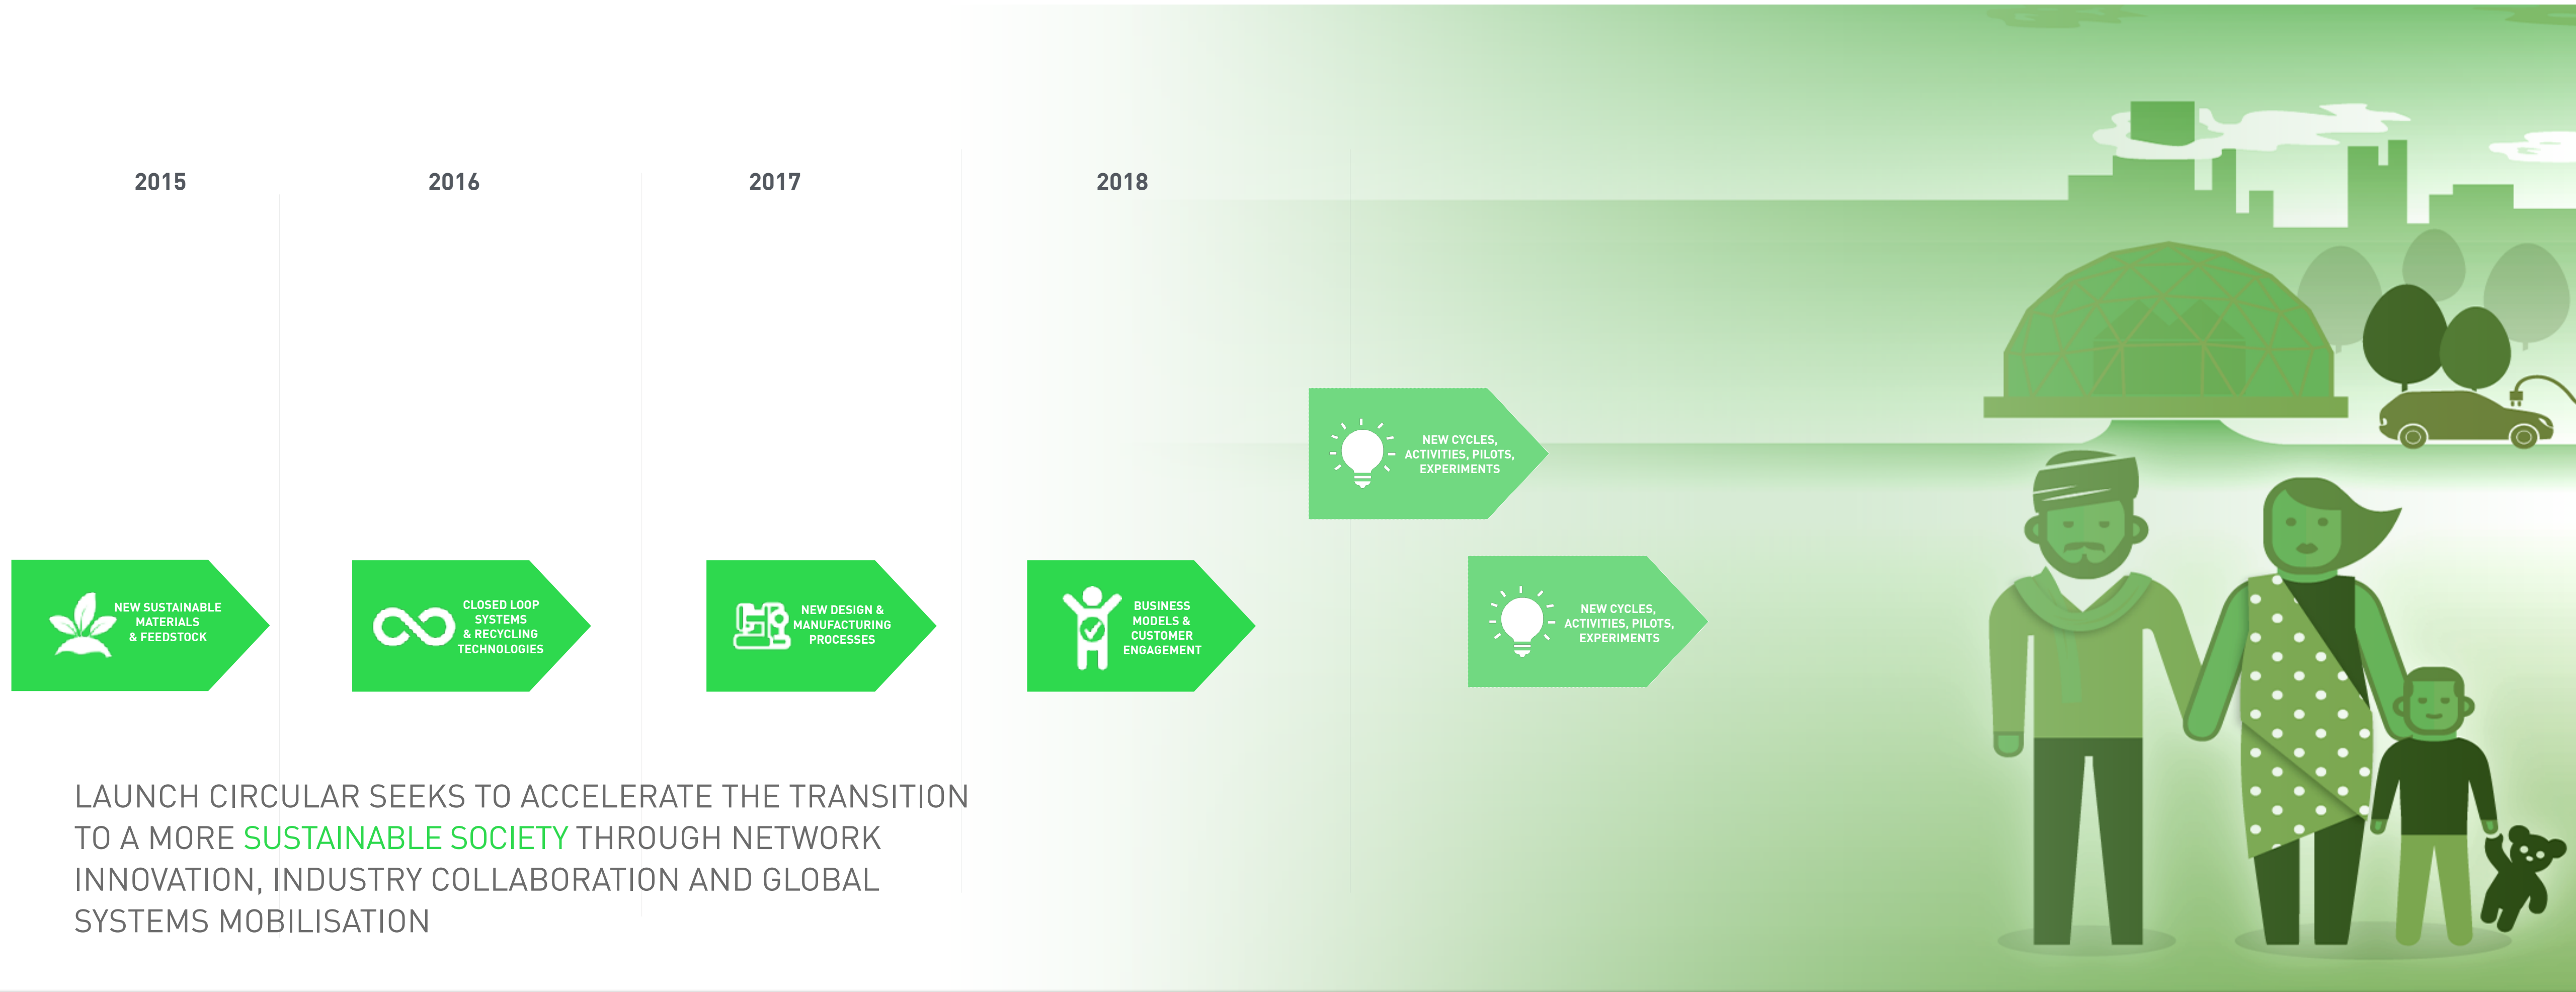 2015
2016
2017
2018
NEW CYCLES,
ACTIVITIES, PILOTS,
EXPERIMENTS
NEW SUSTAINABLE
MATERIALS
& FEEDSTOCK
CLOSED LOOP
SYSTEMS
& RECYCLING
TECHNOLOGIES
NEW DESIGN &
MANUFACTURING
PROCESSES
BUSINESS
MODELS &
CUSTOMER
ENGAGEMENT
NEW CYCLES,
ACTIVITIES, PILOTS,
EXPERIMENTS
LAUNCH CIRCULAR SEEKS TO ACCELERATE THE TRANSITION
TO A MORE SUSTAINABLE SOCIETY THROUGH NETWORK
INNOVATION, INDUSTRY COLLABORATION AND GLOBAL
SYSTEMS MOBILISATION